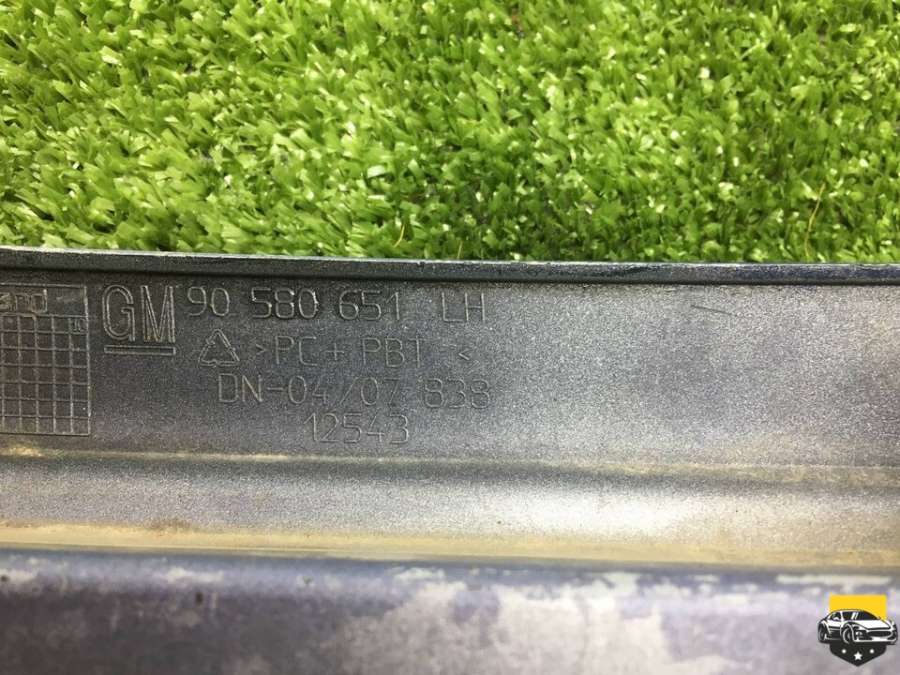 GM 90 580 651 LH
>PC+PBT<
DN-04/07 838
12543